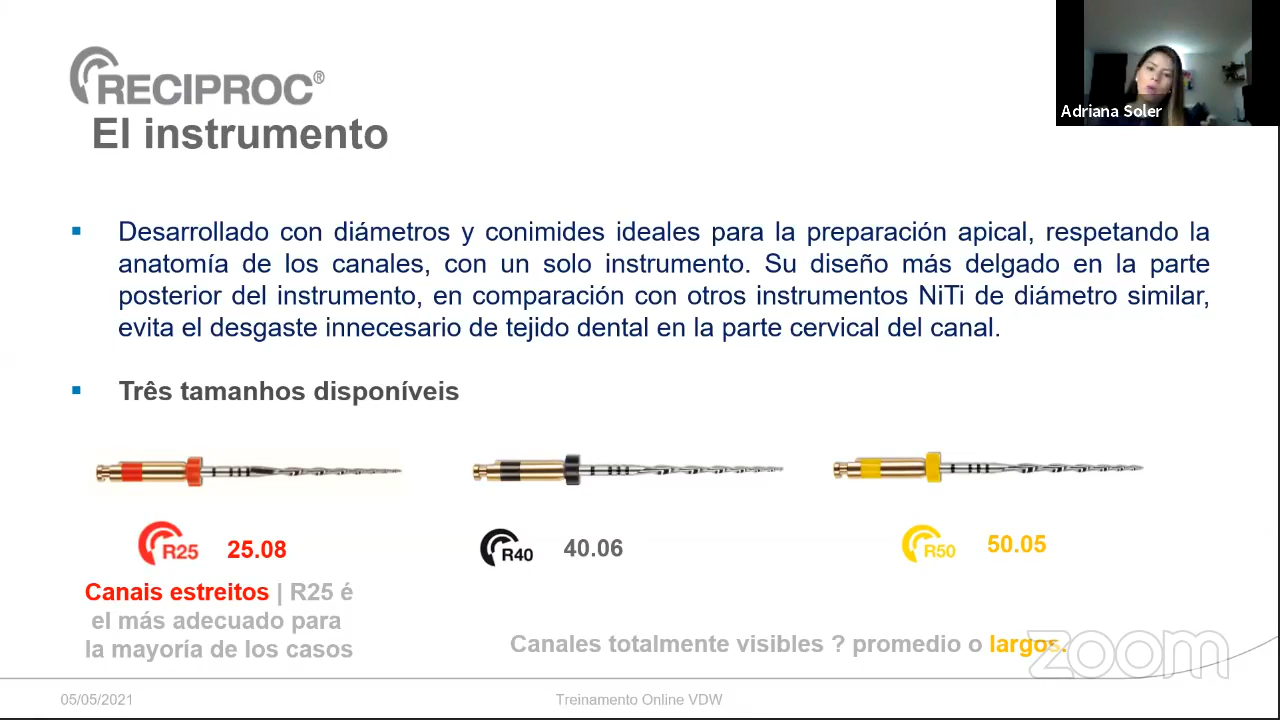 RECIPROC®
El instrumento
Adriana Soler
Desarrollado con diámetros y conimides ideales para la preparación apical, respetando la
anatomía de los canales, con un solo instrumento. Su diseño más delgado en la parte
posterior del instrumento, en comparación con otros instrumentos NiTi de diámetro similar,
evita el desgaste innecesario de tejido dental en la parte cervical del canal.
Três tamanhos disponíveis
R25 25.08
R40 40.06
R50 50.05
Canais estreitos | R25 é
el más adecuado para
la mayoría de los casos
Canales totalmente visibles ? promedio o largos.
zoom
05/05/2021
Treinamento Online VDW